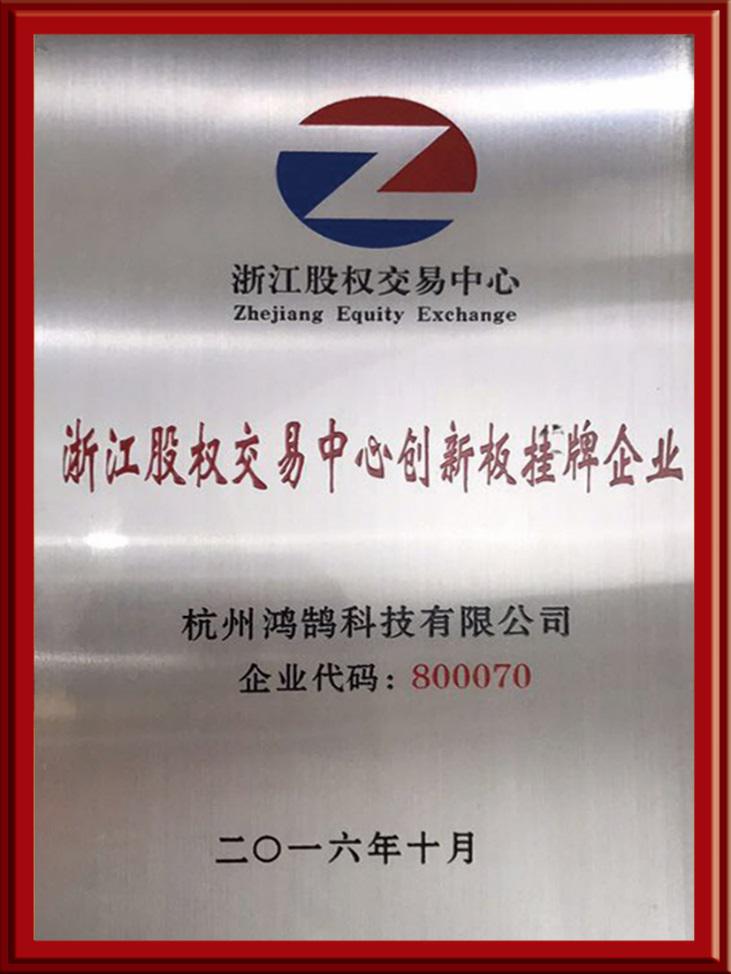 浙江股权交易中心
Zhejiang Equity Exchange
浙江股权交易中心创新板挂牌企业
杭州鸿鹄科技有限公司
企业代码：800070
二〇一六年十月